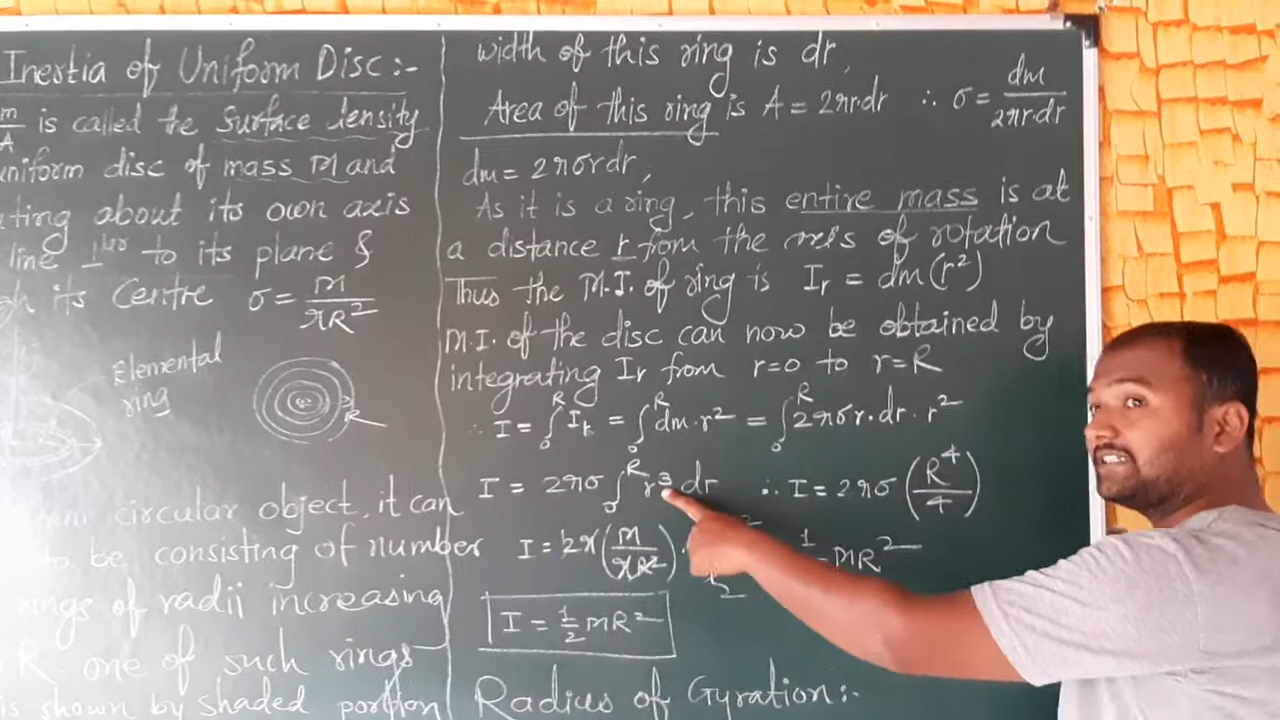 Inertia of Uniform Disc:-
m/A is called the Surface density
uniform disc of mass M and
ating about its own axis
line ⊥lar to its plane &
gh its Centre σ = M/πR²
Elemental
ring
R
circular object, it can
to be consisting of number
rings of radii increasing
R one of such rings
is shown by shaded portion
width of this ring is dr,
Area of this ring is A = 2πrdr ∴ σ = dm/2πr·dr
dm = 2πσrdr,
As it is a ring, this entire mass is at
a distance r from the axis of rotation
Thus the M.I. of ring is Ir = dm(r²)
M.I. of the disc can now be obtained by
integrating Ir from r=0 to r=R
∴ I = ∫₀ᴿ Ir = ∫₀ᴿ dm·r² = ∫₀ᴿ 2πσr·dr·r²
I = 2πσ ∫₀ᴿ r³ dr ∴ I = 2πσ (R⁴/4)
I = 2π (M/πR²) MR²
I = ½MR²
Radius of Gyration:-